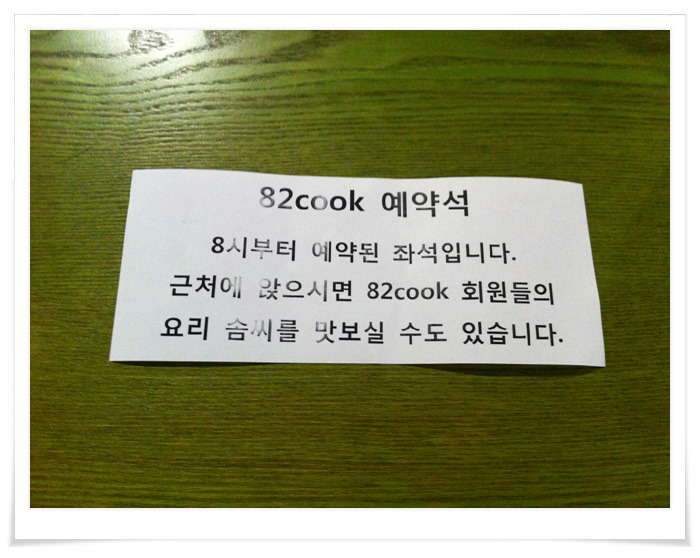 82cook 예약석
8시부터 예약된 좌석입니다.
근처에 앉으시면 82cook 회원들의
요리 솜씨를 맛보실 수도 있습니다.